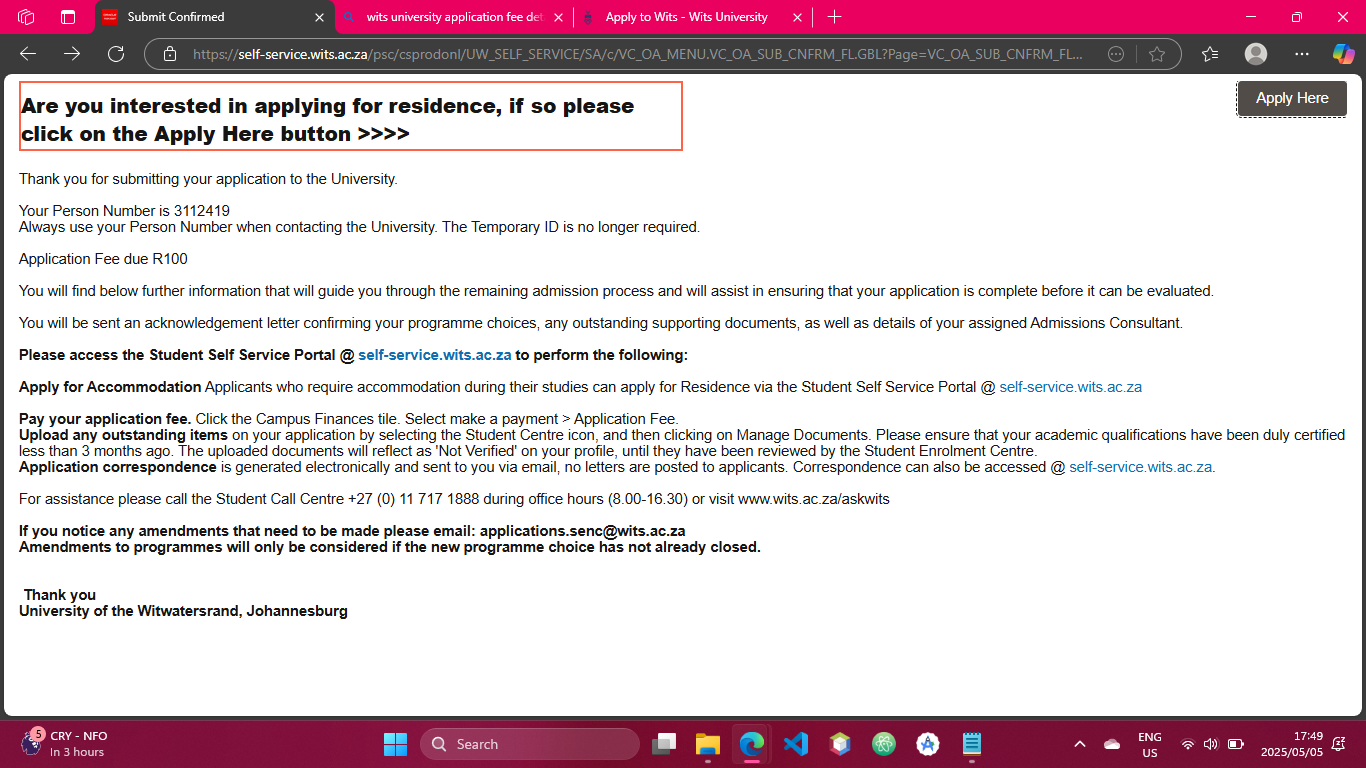 Submit Confirmed
wits university application fee det
Apply to Wits - Wits University
https://self-service.wits.ac.za/psc/csprodonl/UW_SELF_SERVICE/SA/c/VC_OA_MENU.VC_OA_SUB_CNFRM_FL.GBL?Page=VC_OA_SUB_CNFRM_FL...
Are you interested in applying for residence, if so please
click on the Apply Here button >>>>
Apply Here
Thank you for submitting your application to the University.
Your Person Number is 3112419
Always use your Person Number when contacting the University. The Temporary ID is no longer required.
Application Fee due R100
You will find below further information that will guide you through the remaining admission process and will assist in ensuring that your application is complete before it can be evaluated.
You will be sent an acknowledgement letter confirming your programme choices, any outstanding supporting documents, as well as details of your assigned Admissions Consultant.
Please access the Student Self Service Portal @ self-service.wits.ac.za to perform the following:
Apply for Accommodation Applicants who require accommodation during their studies can apply for Residence via the Student Self Service Portal @ self-service.wits.ac.za
Pay your application fee. Click the Campus Finances tile. Select make a payment > Application Fee.
Upload any outstanding items on your application by selecting the Student Centre icon, and then clicking on Manage Documents. Please ensure that your academic qualifications have been duly certified
less than 3 months ago. The uploaded documents will reflect as 'Not Verified' on your profile, until they have been reviewed by the Student Enrolment Centre.
Application correspondence is generated electronically and sent to you via email, no letters are posted to applicants. Correspondence can also be accessed @ self-service.wits.ac.za.
For assistance please call the Student Call Centre +27 (0) 11 717 1888 during office hours (8.00-16.30) or visit www.wits.ac.za/askwits
If you notice any amendments that need to be made please email: applications.senc@wits.ac.za
Amendments to programmes will only be considered if the new programme choice has not already closed.
Thank you
University of the Witwatersrand, Johannesburg
5
CRY - NFO
In 3 hours
Search
ENG
US
17:49
2025/05/05